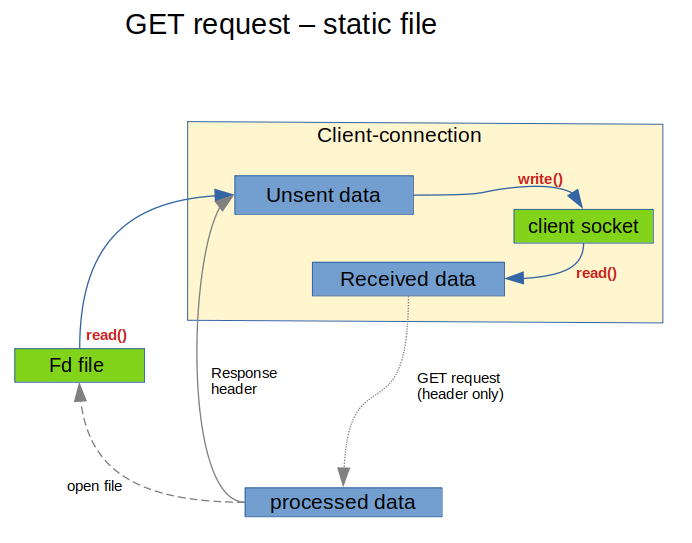 GET request – static file
Client-connection
Unsent data
write()
client socket
Received data
read()
read()
Fd file
Response
header
GET request
(header only)
open file
processed data